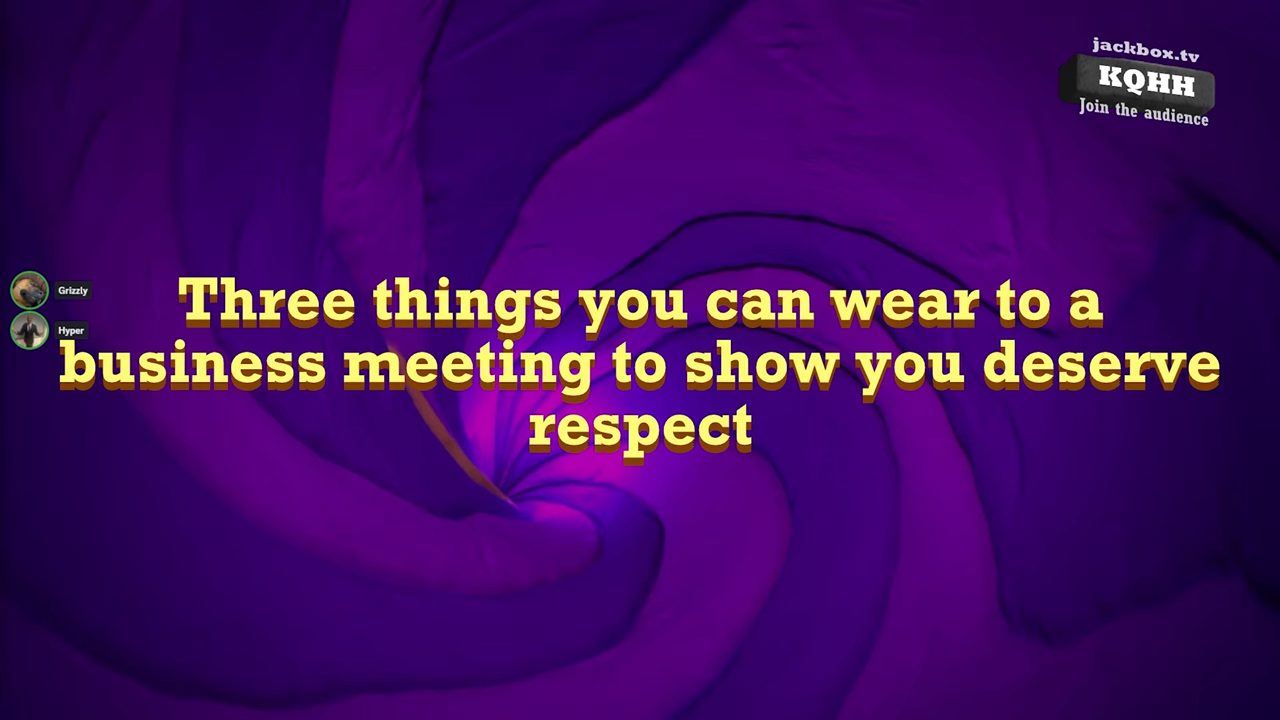 jackbox.tv
KQHH
Join the audience
Grizzly
Hyper
Three things you can wear to a
business meeting to show you deserve
respect